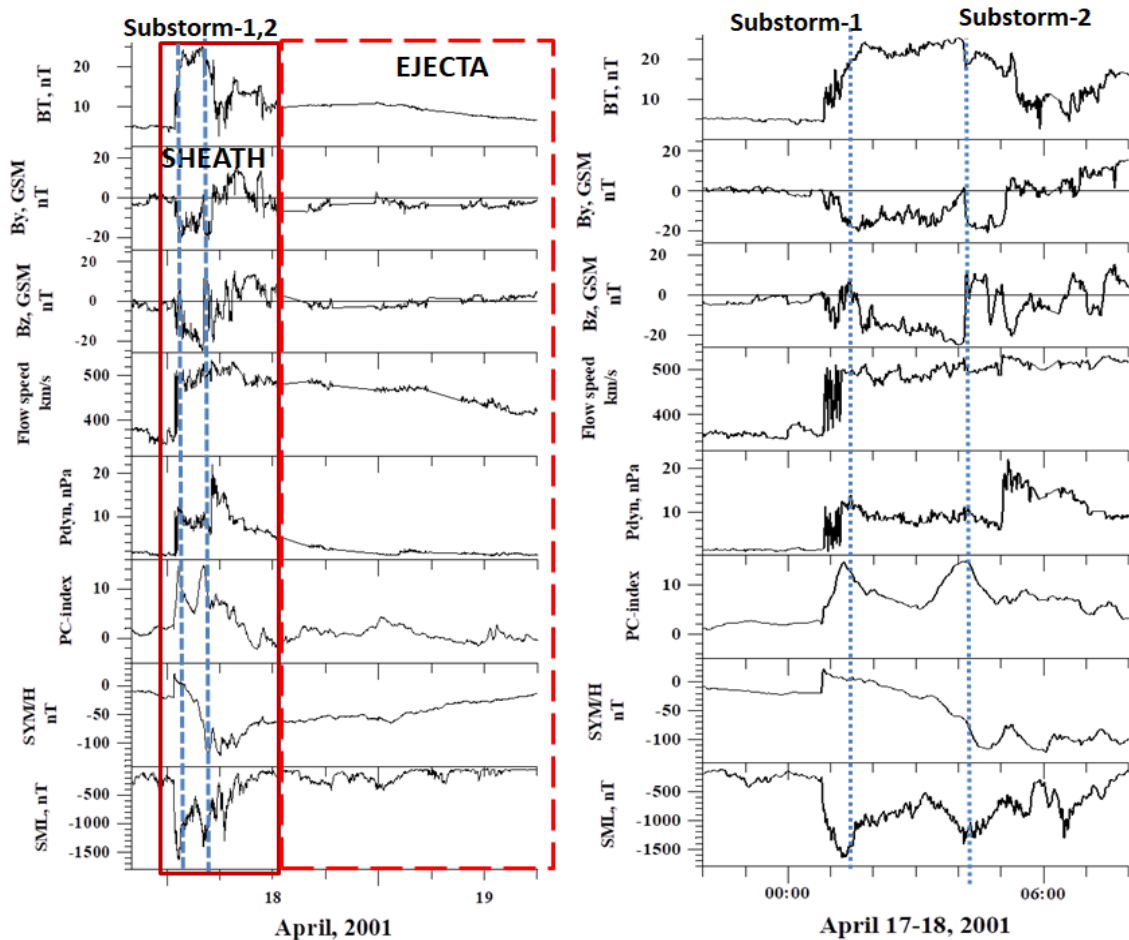 Substorm-1,2
EJECTA
SHEATH
BT, nT
20
10
By, GSM
nT
20
0
-20
Bz, GSM
nT
20
0
-20
Flow speed
km/s
500
400
Pdyn, nPa
20
10
PC-index
10
0
SYM/H
nT
0
-50
-100
SML, nT
-500
-1000
-1500
18
19
April, 2001
Substorm-1
Substorm-2
BT, nT
20
10
By, GSM
nT
20
0
-20
Bz, GSM
nT
20
0
-20
Flow speed
km/s
500
400
Pdyn, nPa
20
10
PC-index
10
0
SYM/H
nT
0
-50
-100
SML, nT
-500
-1000
-1500
00:00
06:00
April 17-18, 2001